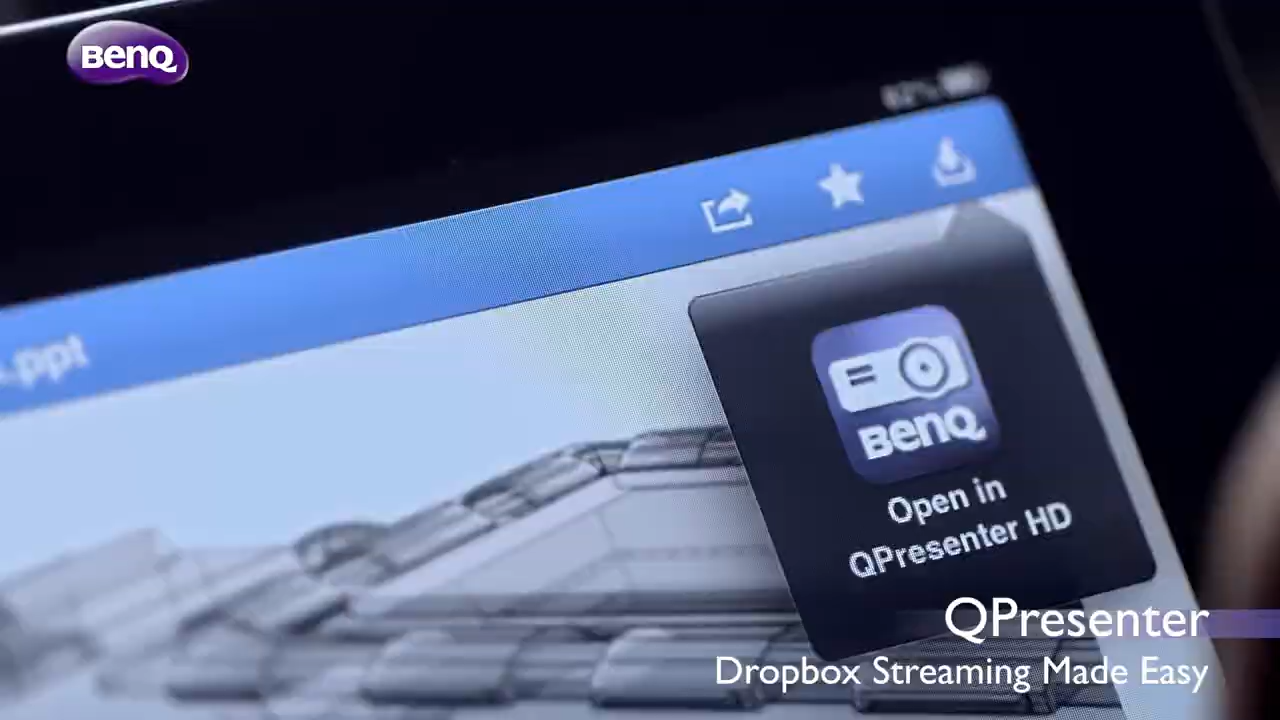 BenQ
.ppt
BenQ
Open in
QPresenter HD
QPresenter
Dropbox Streaming Made Easy